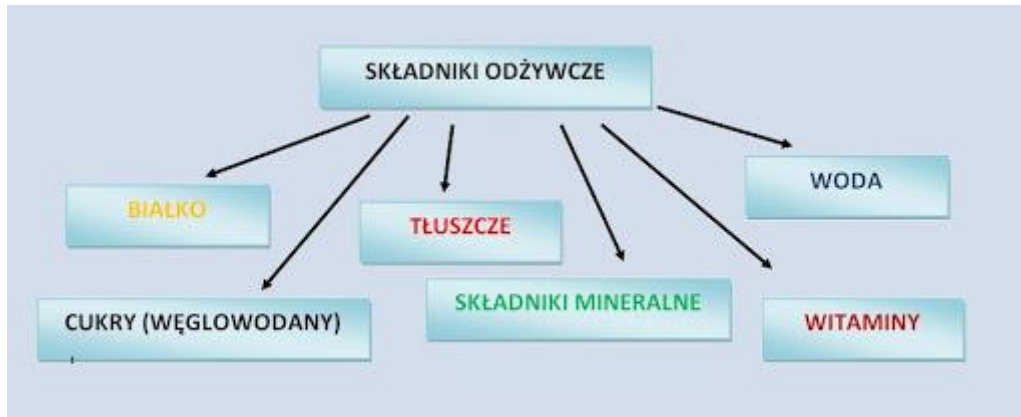 SKŁADNIKI ODŻYWCZE
WODA
BIAŁKO
TŁUSZCZE
SKŁADNIKI MINERALNE
CUKRY (WĘGLOWODANY)
WITAMINY